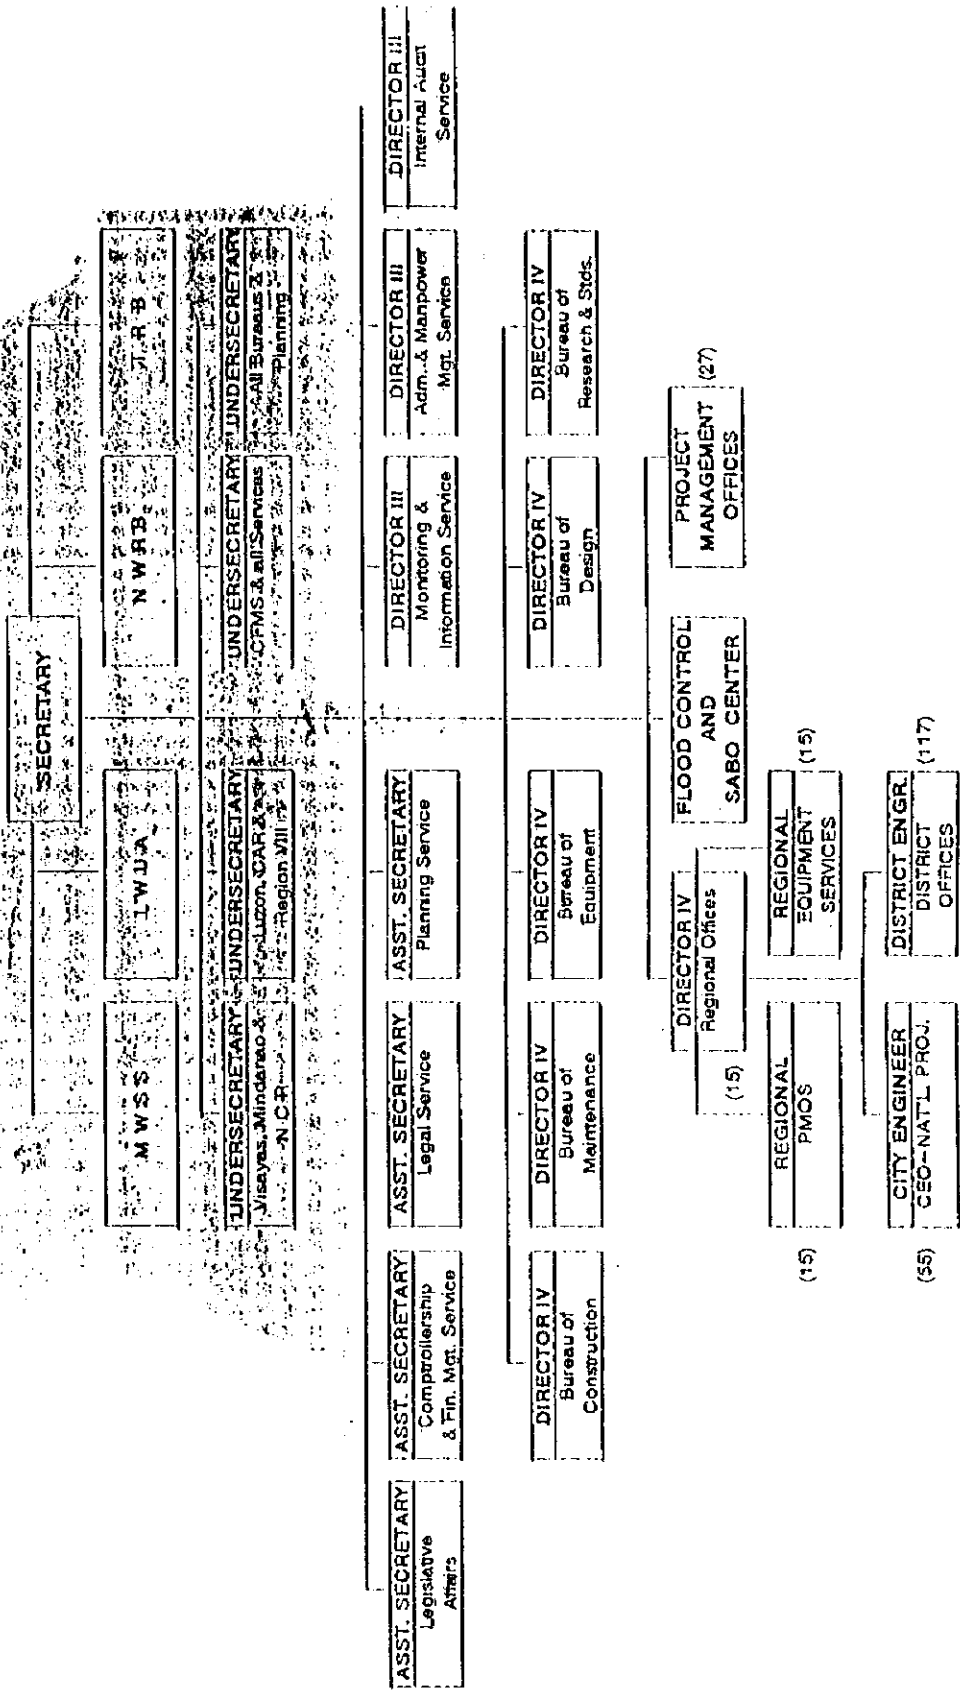 SECRETARY
MWSS
LWUA
NWRB
TRB
UNDERSECRETARY
Visayas, Mindanao &
N C R
UNDERSECRETARY
Luzon, CAR &
Region VIII
UNDERSECRETARY
CFMS & all Services
UNDERSECRETARY
All Bureaus &
Planning
ASST. SECRETARY
Legislative
Affairs
ASST. SECRETARY
Comptrollership
& Fin. Mgt. Service
ASST. SECRETARY
Legal Service
ASST. SECRETARY
Planning Service
DIRECTOR III
Monitoring &
Information Service
DIRECTOR III
Adm. & Manpower
Mgt. Service
DIRECTOR III
Internal Audit
Service
DIRECTOR IV
Bureau of
Construction
DIRECTOR IV
Bureau of
Maintenance
DIRECTOR IV
Bureau of
Equipment
DIRECTOR IV
Bureau of
Design
DIRECTOR IV
Bureau of
Research & Stds.
DIRECTOR IV
Regional Offices
(15)
FLOOD CONTROL
AND
SABO CENTER
PROJECT
MANAGEMENT
OFFICES
(27)
(15)
REGIONAL
PMOS
REGIONAL
EQUIPMENT
SERVICES
(15)
(55)
CITY ENGINEER
CEO-NAT'L PROJ.
DISTRICT ENGR.
DISTRICT
OFFICES
(117)